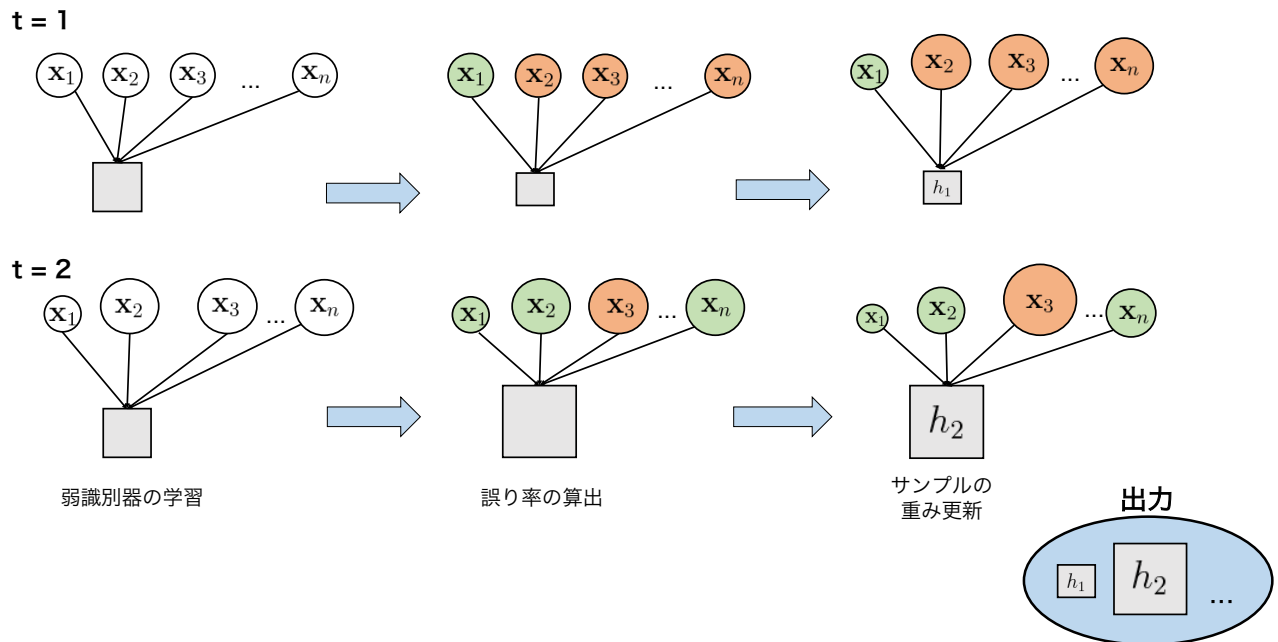 t = 1
x₁ x₂ x₃ ... xₙ
x₁ x₂ x₃ ... xₙ
x₁ x₂ x₃ ... xₙ
h₁
t = 2
x₁ x₂ x₃ ... xₙ
x₁ x₂ x₃ ... xₙ
x₁ x₂ x₃ ... xₙ
h₂
弱識別器の学習
誤り率の算出
サンプルの
重み更新
出力
h₁ h₂ ...